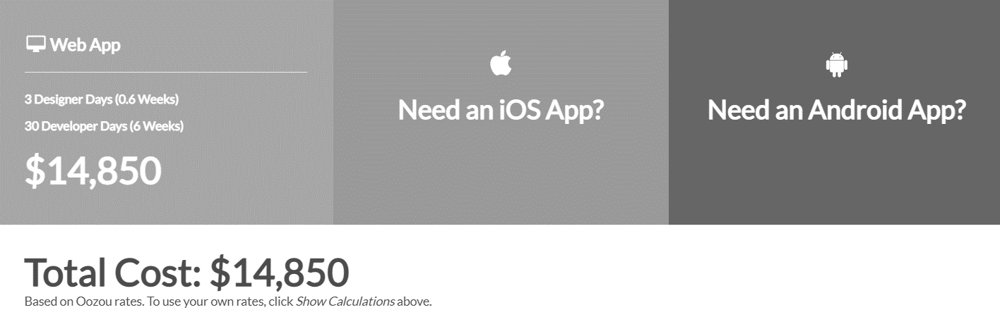 Web App
3 Designer Days (0.6 Weeks)
30 Developer Days (6 Weeks)
$14,850
Need an iOS App?
Need an Android App?
Total Cost: $14,850
Based on Oozou rates. To use your own rates, click Show Calculations above.